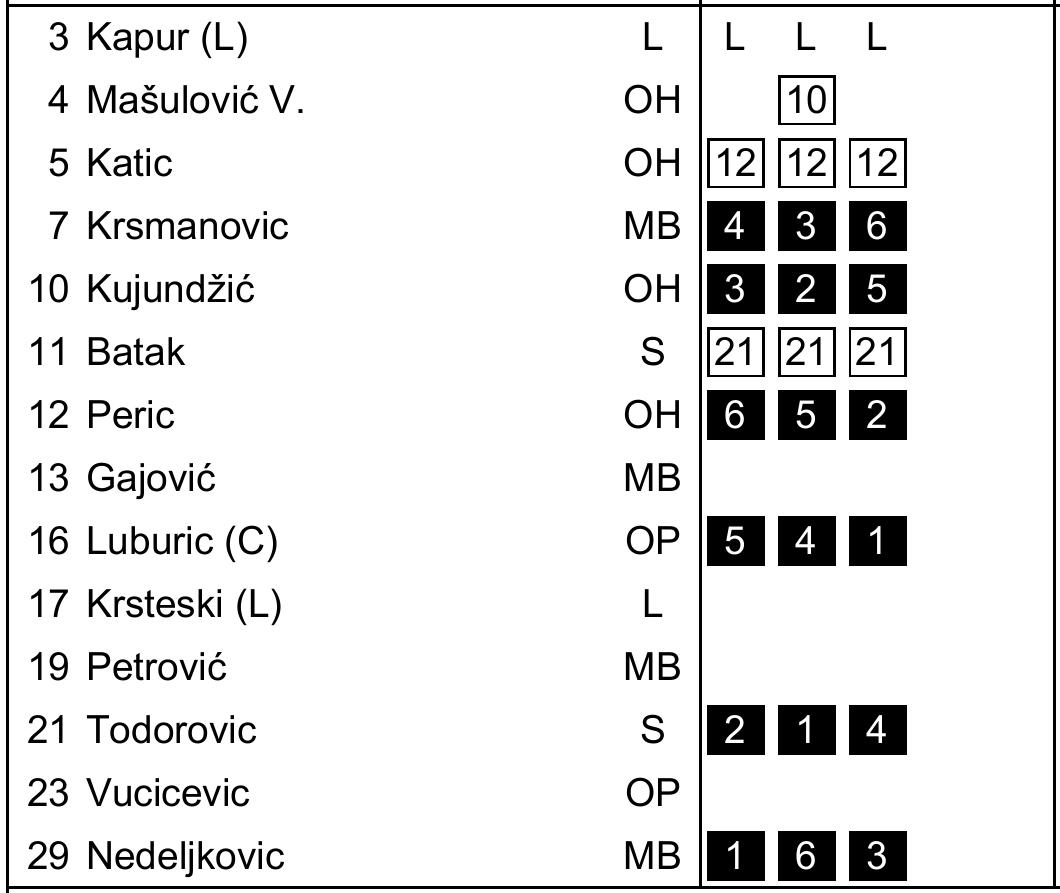 3 Kapur (L) L L L L
4 Mašulović V. OH 10
5 Katic OH 12 12 12
7 Krsmanovic MB 4 3 6
10 Kujundžić OH 3 2 5
11 Batak S 21 21 21
12 Peric OH 6 5 2
13 Gajović MB
16 Luburic (C) OP 5 4 1
17 Krsteski (L) L
19 Petrović MB
21 Todorovic S 2 1 4
23 Vucicevic OP
29 Nedeljkovic MB 1 6 3